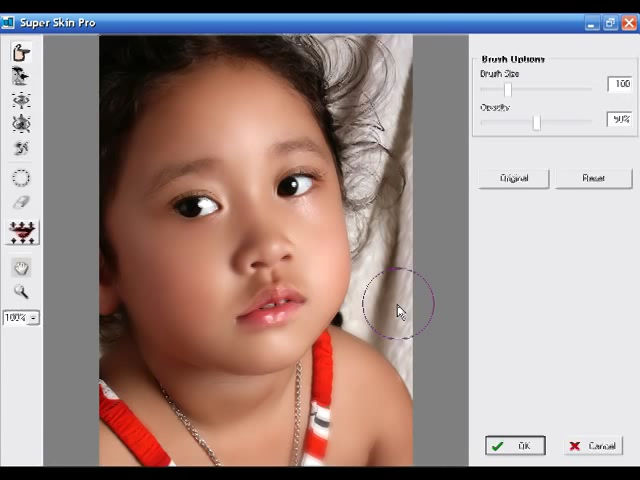 Super Skin Pro
Brush Options
Brush Size
100
Opacity
50%
Original
Reset
100%
OK
Cancel